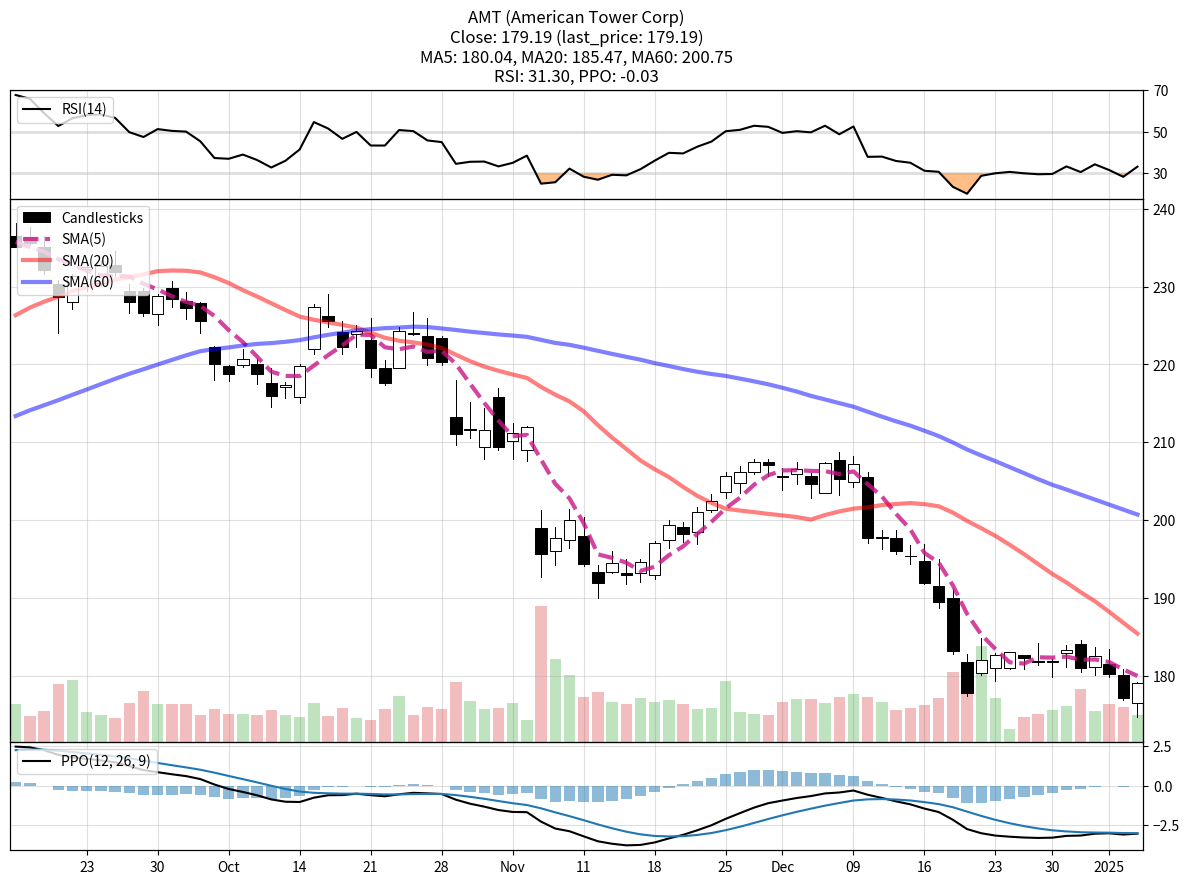 AMT (American Tower Corp)
Close: 179.19 (last_price: 179.19)
MA5: 180.04, MA20: 185.47, MA60: 200.75
RSI: 31.30, PPO: -0.03
RSI(14)
70
50
30
Candlesticks
SMA(5)
SMA(20)
SMA(60)
240
230
220
210
200
190
180
PPO(12, 26, 9)
2.5
0.0
−2.5
23 30 Oct 14 21 28 Nov 11 18 25 Dec 09 16 23 30 2025